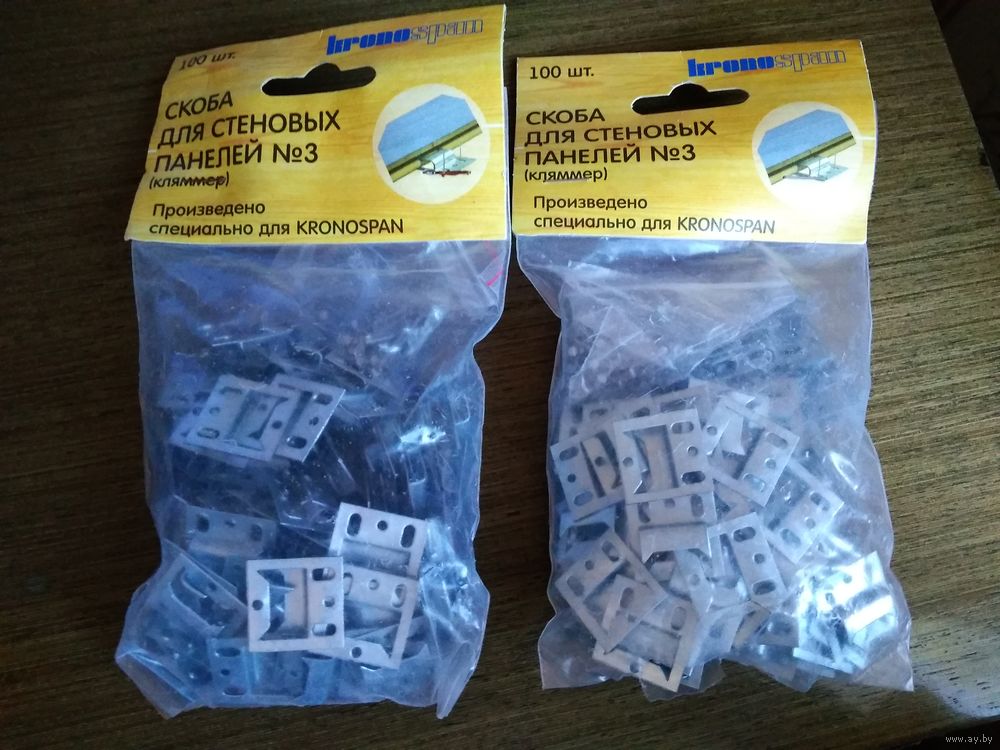 100 шт.
kronospan
СКОБА
ДЛЯ СТЕНОВЫХ
ПАНЕЛЕЙ №3
(кляммер)
Произведено
специально для KRONOSPAN
100 шт.
kronospan
СКОБА
ДЛЯ СТЕНОВЫХ
ПАНЕЛЕЙ №3
(кляммер)
Произведено
специально для KRONOSPAN
www.ay.by